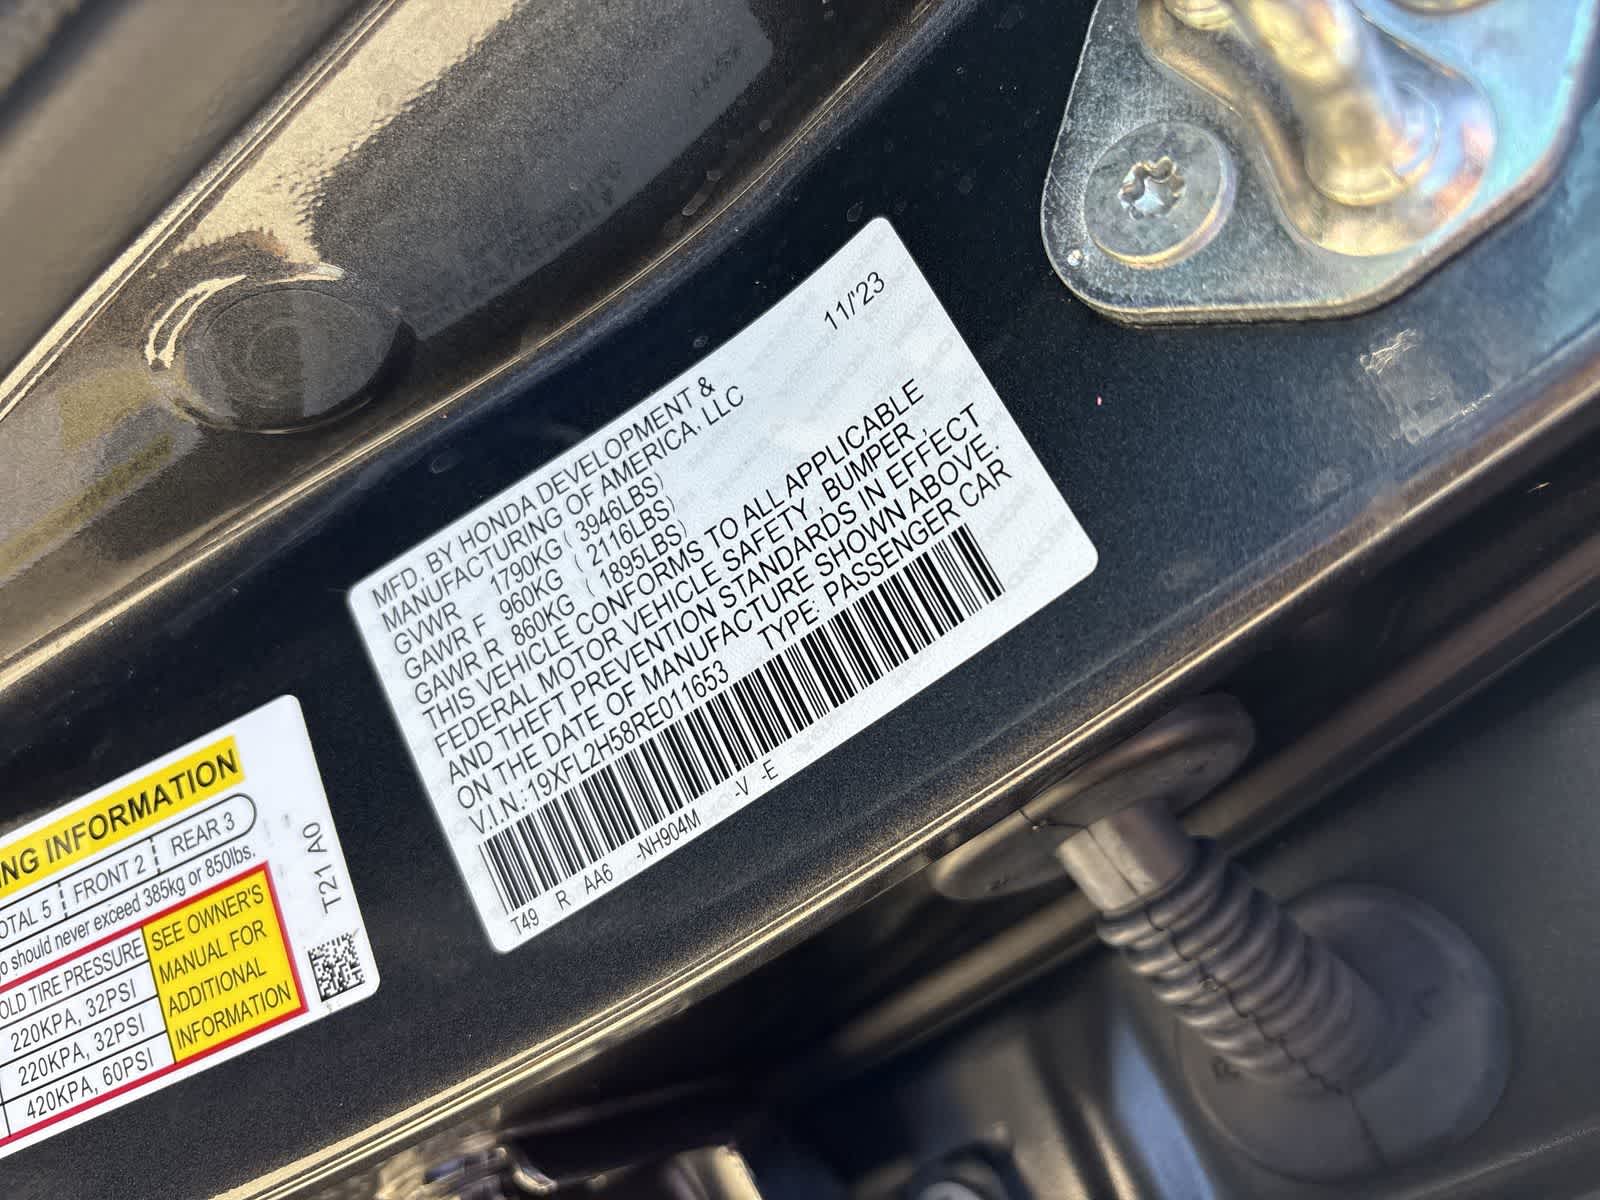 11/'23
MFD. BY HONDA DEVELOPMENT &
MANUFACTURING OF AMERICA, LLC
GVWR 1790KG ( 3946LBS)
GAWR F 960KG ( 2116LBS)
GAWR R 860KG ( 1895LBS)
THIS VEHICLE CONFORMS TO ALL APPLICABLE
FEDERAL MOTOR VEHICLE SAFETY , BUMPER ,
AND THEFT PREVENTION STANDARDS IN EFFECT
ON THE DATE OF MANUFACTURE SHOWN ABOVE.
V.I.N.:19XFL2H58RE011653 TYPE: PASSENGER CAR
T49 R AA6 -NH904M -V -E
NG INFORMATION
OTAL 5 FRONT 2 REAR 3
o should never exceed 385kg or 850lbs.
OLD TIRE PRESSURE
220KPA, 32PSI
220KPA, 32PSI
420KPA, 60PSI
SEE OWNER'S
MANUAL FOR
ADDITIONAL
INFORMATION
T21 A0